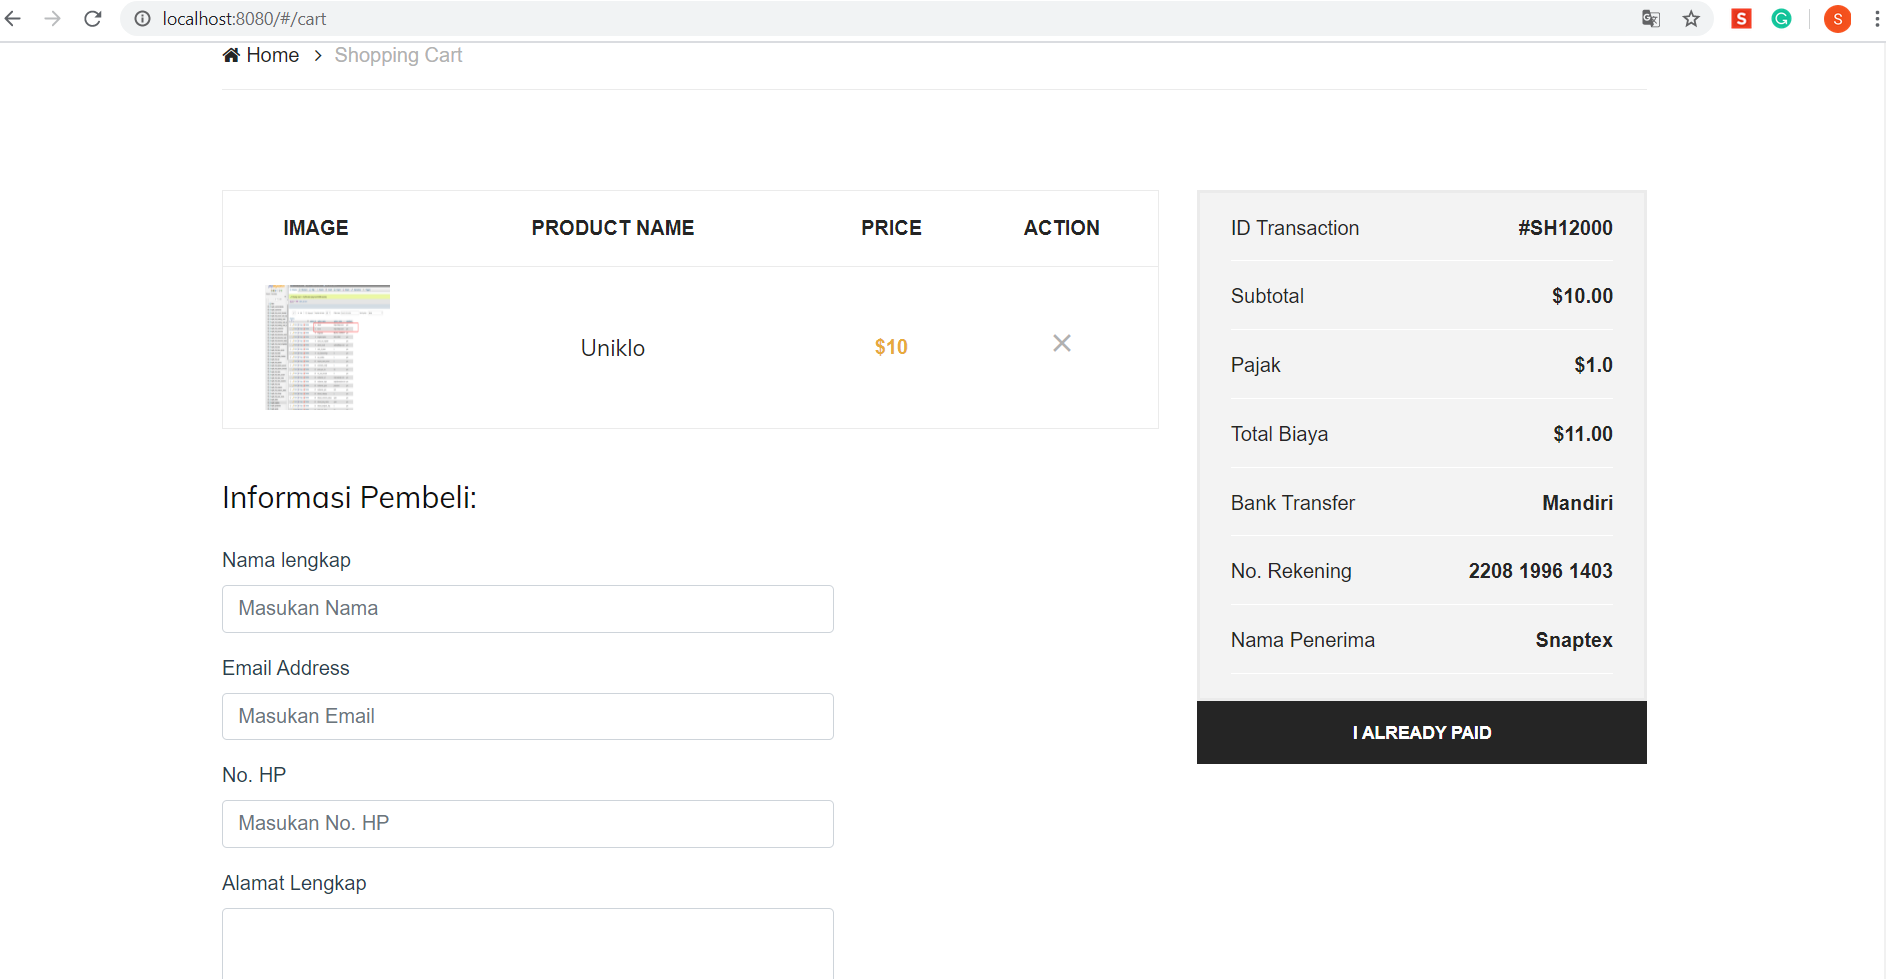 localhost:8080/#/cart
S
G
S
Home > Shopping Cart
IMAGE PRODUCT NAME PRICE ACTION
Uniklo $10
Informasi Pembeli:
Nama lengkap
Masukan Nama
Email Address
Masukan Email
No. HP
Masukan No. HP
Alamat Lengkap
ID Transaction #SH12000
Subtotal $10.00
Pajak $1.0
Total Biaya $11.00
Bank Transfer Mandiri
No. Rekening 2208 1996 1403
Nama Penerima Snaptex
I ALREADY PAID